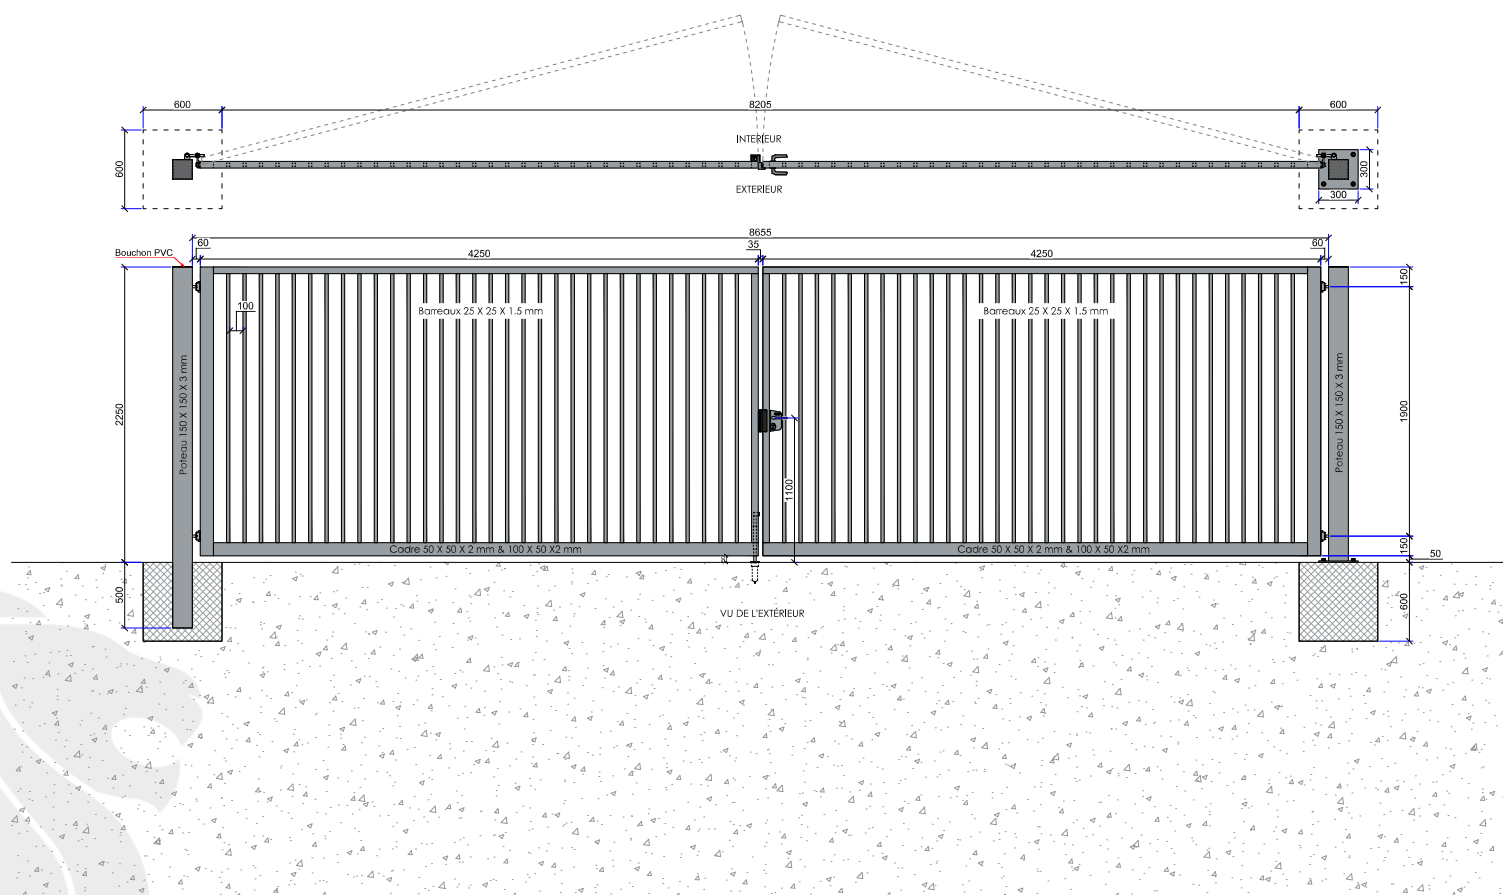 600
8205
600
INTÉRIEUR
600
300
EXTERIEUR
300
8655
60
35
60
Bouchon PVC
4250
4250
150
100
Barreaux 25 X 25 X 1.5 mm
Barreaux 25 X 25 X 1.5 mm
Poteau 150 X 150 X 3 mm
Poteau 150 X 150 X 3 mm
2250
1900
1100
Cadre 50 X 50 X 2 mm & 100 X 50 X2 mm
Cadre 50 X 50 X 2 mm & 100 X 50 X2 mm
150
50
500
600
VU DE L'EXTÉRIEUR